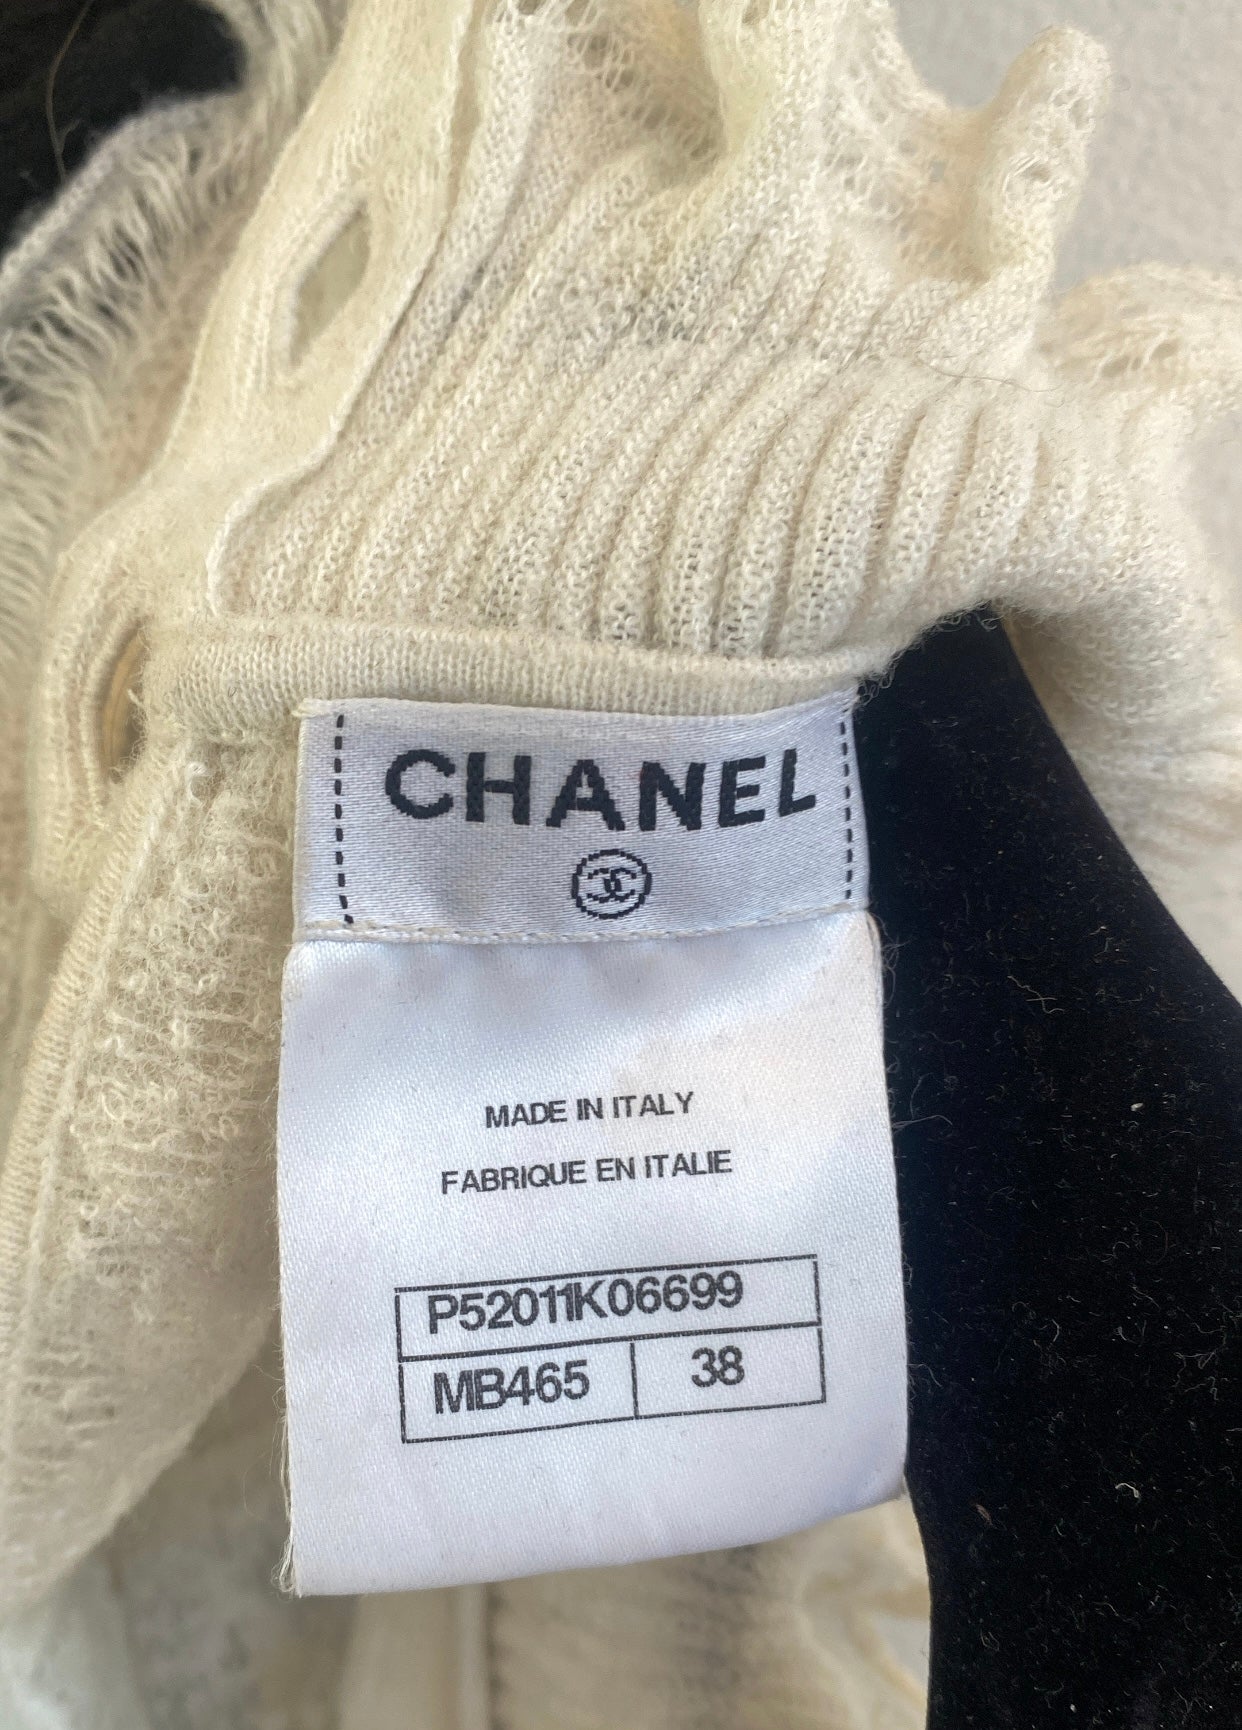 CHANEL
MADE IN ITALY
FABRIQUE EN ITALIE
P52011K06699
MB465 38